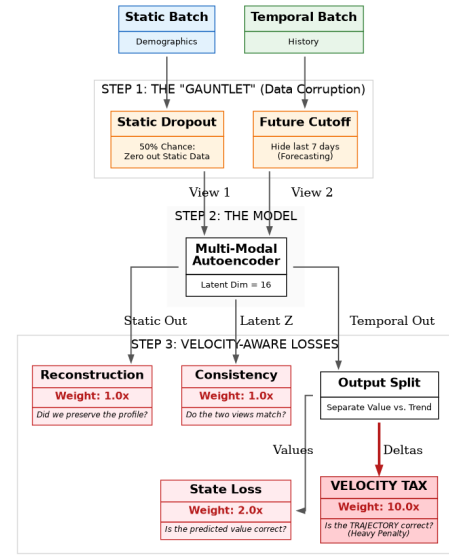 Static Batch
Demographics
Temporal Batch
History
STEP 1: THE "GAUNTLET" (Data Corruption)
Static Dropout
50% Chance:
Zero out Static Data
Future Cutoff
Hide last 7 days
(Forecasting)
View 1
View 2
STEP 2: THE MODEL
Multi-Modal
Autoencoder
Latent Dim = 16
Static Out
Latent Z
Temporal Out
STEP 3: VELOCITY-AWARE LOSSES
Reconstruction
Weight: 1.0x
Did we preserve the profile?
Consistency
Weight: 1.0x
Do the two views match?
Output Split
Separate Value vs. Trend
Values
Deltas
State Loss
Weight: 2.0x
Is the predicted value correct?
VELOCITY TAX
Weight: 10.0x
Is the TRAJECTORY correct?
(Heavy Penalty)